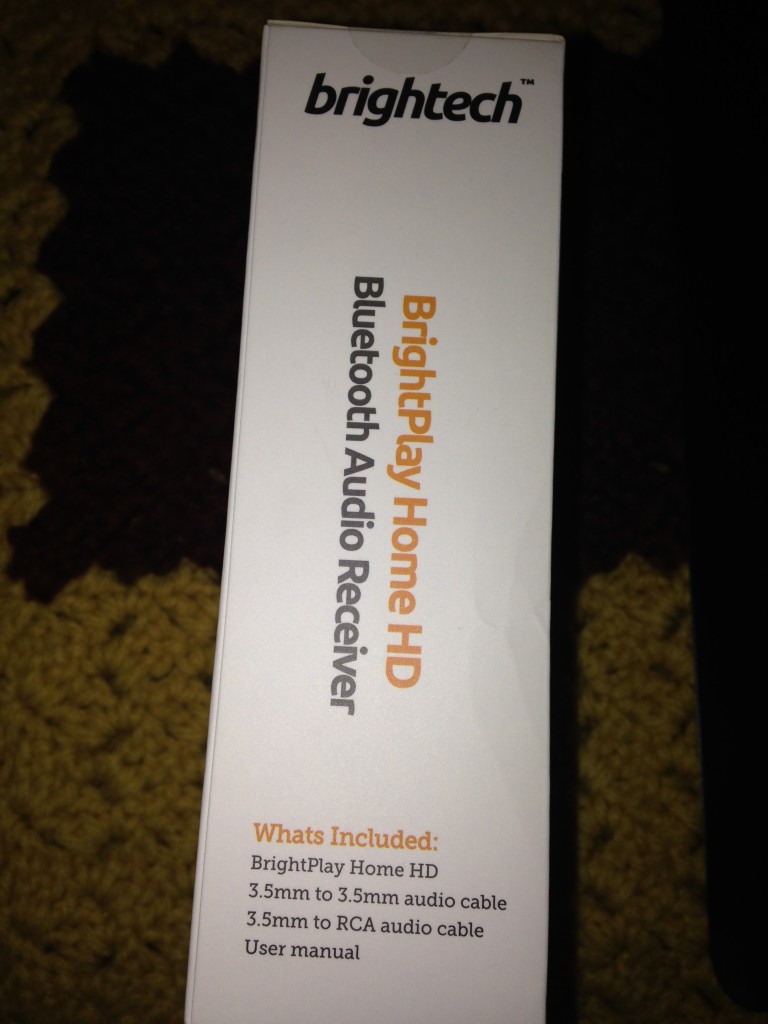 brightech™
BrightPlay Home HD
Bluetooth Audio Receiver
Whats Included:
BrightPlay Home HD
3.5mm to 3.5mm audio cable
3.5mm to RCA audio cable
User manual